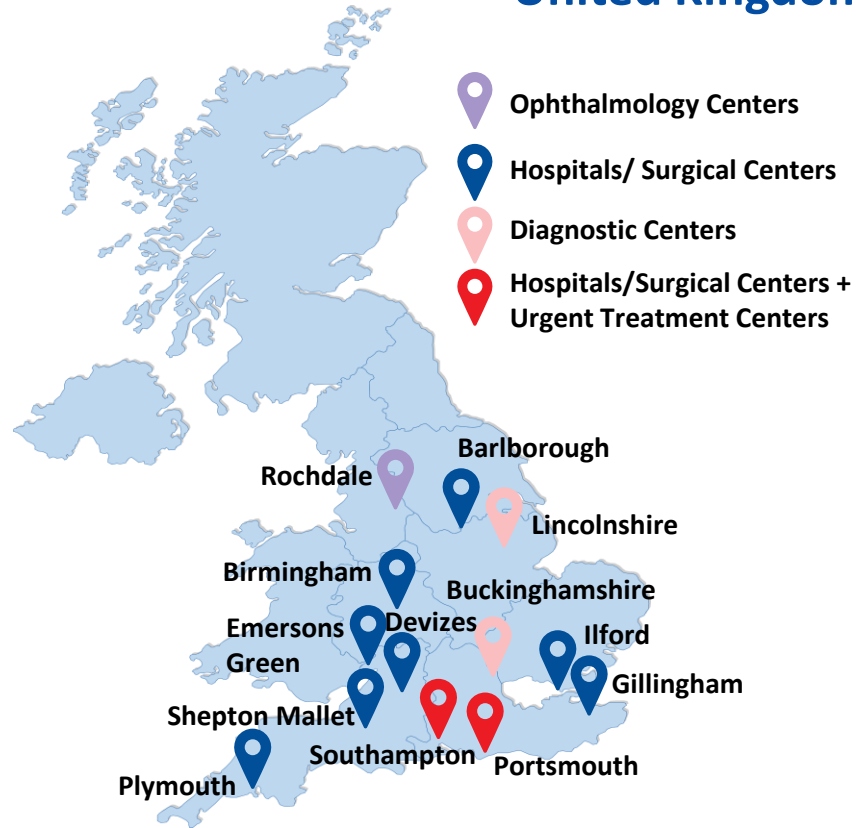 United Kingdom
Ophthalmology Centers
Hospitals/ Surgical Centers
Diagnostic Centers
Hospitals/Surgical Centers +
Urgent Treatment Centers
Barlborough
Rochdale
Lincolnshire
Birmingham
Buckinghamshire
Emersons
Green
Devizes
Ilford
Gillingham
Shepton Mallet
Southampton
Portsmouth
Plymouth